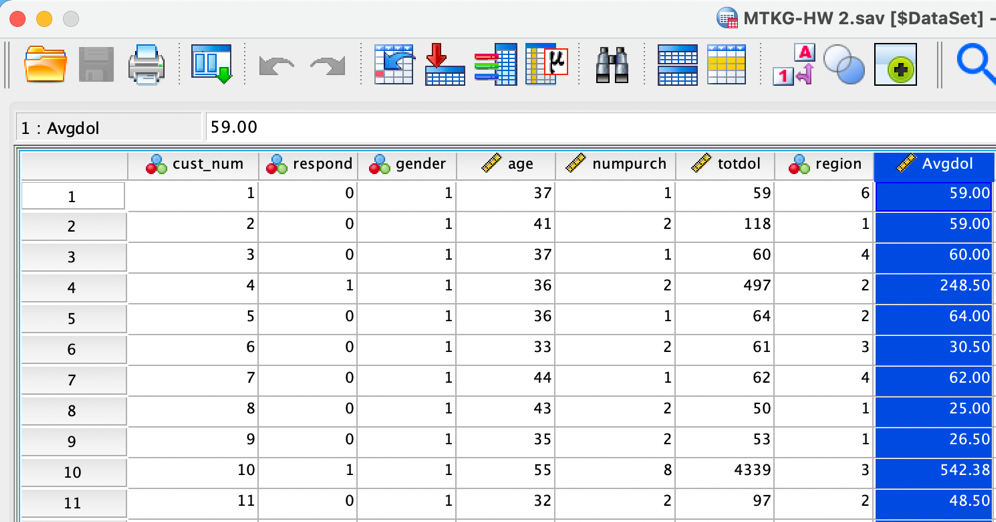 MTKG-HW 2.sav [$DataSet] –
µ
A
1
1 : Avgdol 59.00
cust_num respond gender age numpurch totdol region Avgdol
1 1 0 1 37 1 59 6 59.00
2 2 0 1 41 2 118 1 59.00
3 3 0 1 37 1 60 4 60.00
4 4 1 1 36 2 497 2 248.50
5 5 0 1 36 1 64 2 64.00
6 6 0 1 33 2 61 3 30.50
7 7 0 1 44 1 62 4 62.00
8 8 0 1 43 2 50 1 25.00
9 9 0 1 35 2 53 1 26.50
10 10 1 1 55 8 4339 3 542.38
11 11 0 1 32 2 97 2 48.50